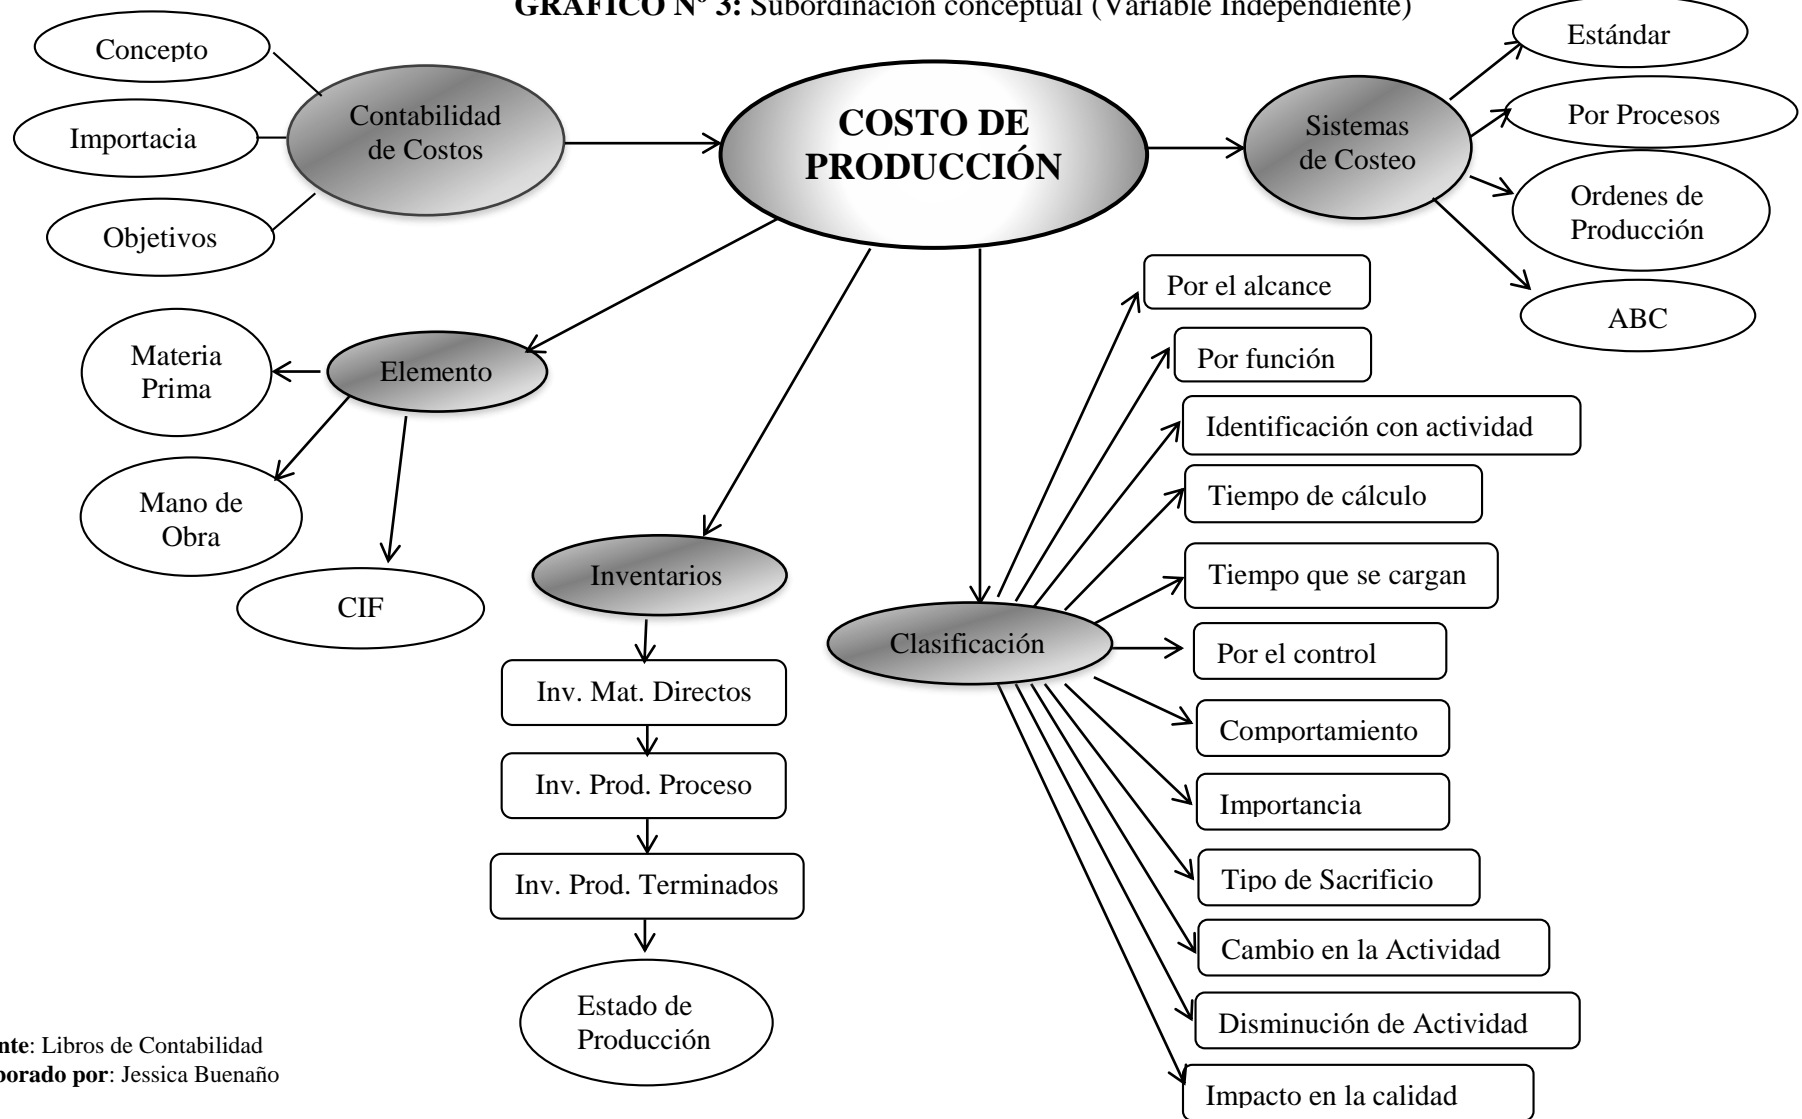 GRÁFICO Nº 3: Subordinación conceptual (Variable Independiente)
Concepto
Importacia
Objetivos
Contabilidad
de Costos
COSTO DE
PRODUCCIÓN
Sistemas
de Costeo
Estándar
Por Procesos
Ordenes de
Producción
ABC
Elemento
Materia
Prima
Mano de
Obra
CIF
Inventarios
Inv. Mat. Directos
Inv. Prod. Proceso
Inv. Prod. Terminados
Estado de
Producción
Clasificación
Por el alcance
Por función
Identificación con actividad
Tiempo de cálculo
Tiempo que se cargan
Por el control
Comportamiento
Importancia
Tipo de Sacrificio
Cambio en la Actividad
Disminución de Actividad
Impacto en la calidad
nte: Libros de Contabilidad
orado por: Jessica Buenaño